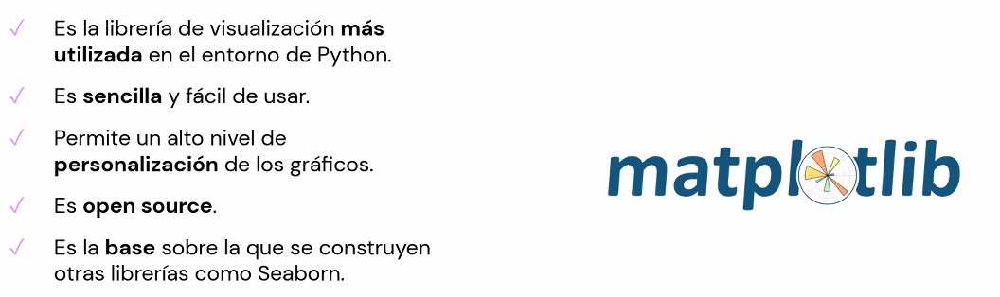 ✓ Es la librería de visualización más
utilizada en el entorno de Python.
✓ Es sencilla y fácil de usar.
✓ Permite un alto nivel de
personalización de los gráficos.
✓ Es open source.
✓ Es la base sobre la que se construyen
otras librerías como Seaborn.
matplotlib